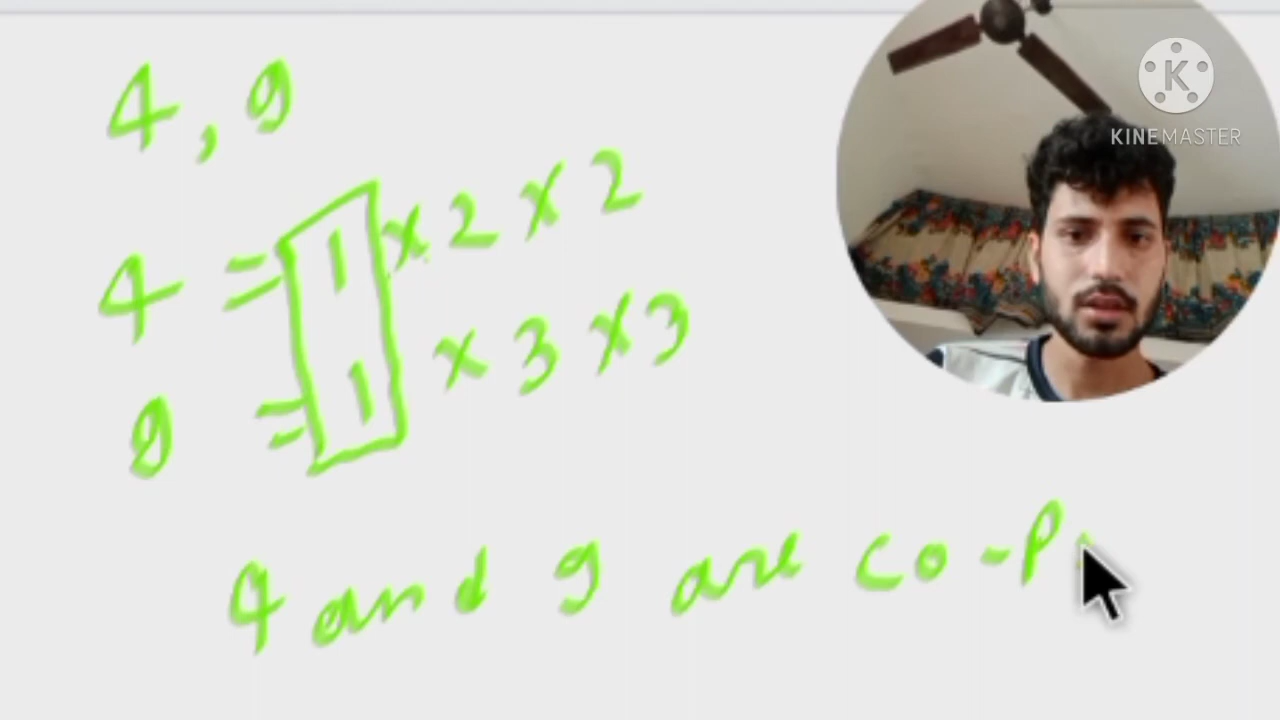 4, 9
4 = 1 x 2 x 2
9 = 1 x 3 x 3
4 and 9 are co-P
K
KINEMASTER